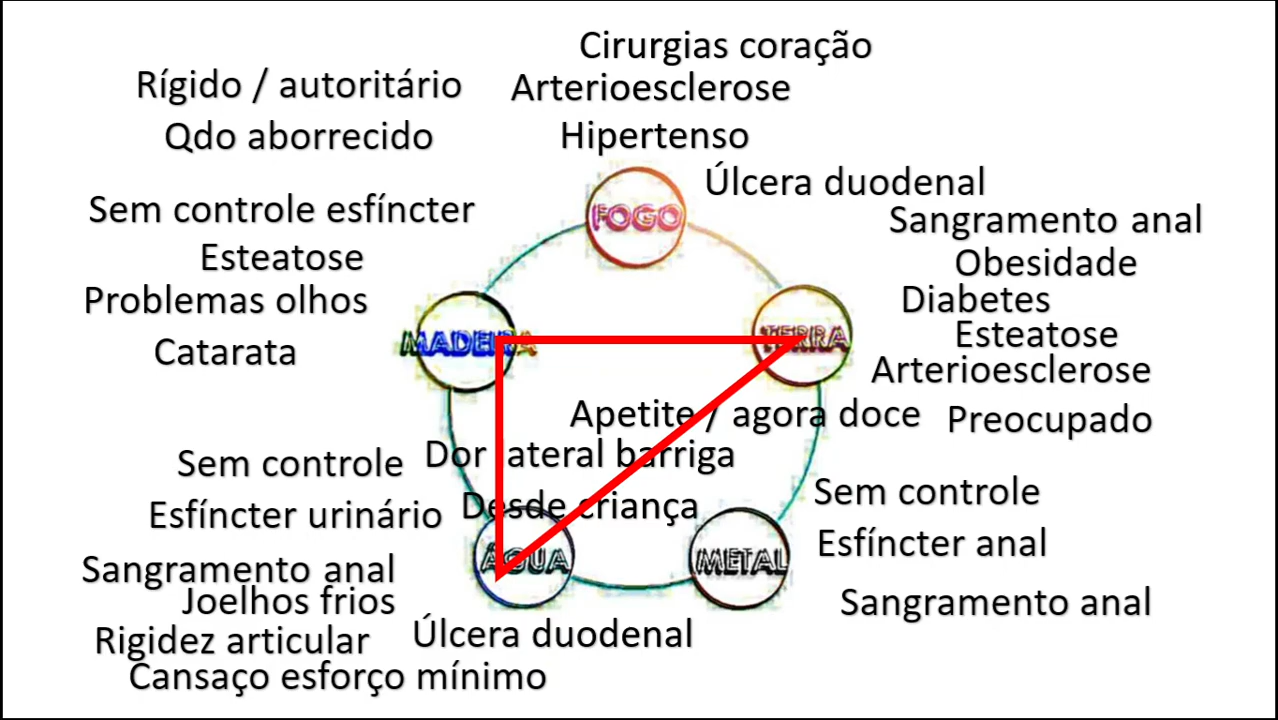 Cirurgias coração
Rígido / autoritário
Arterioesclerose
Qdo aborrecido
Hipertenso
Úlcera duodenal
Sem controle esfíncter
FOGO
Sangramento anal
Esteatose
Obesidade
Problemas olhos
Diabetes
MADEIRA
TERRA
Esteatose
Catarata
Arterioesclerose
Apetite / agora doce
Preocupado
Sem controle
Dor lateral barriga
Sem controle
Esfíncter urinário
Desde criança
Esfíncter anal
ÁGUA
METAL
Sangramento anal
Joelhos frios
Sangramento anal
Rigidez articular
Úlcera duodenal
Cansaço esforço mínimo